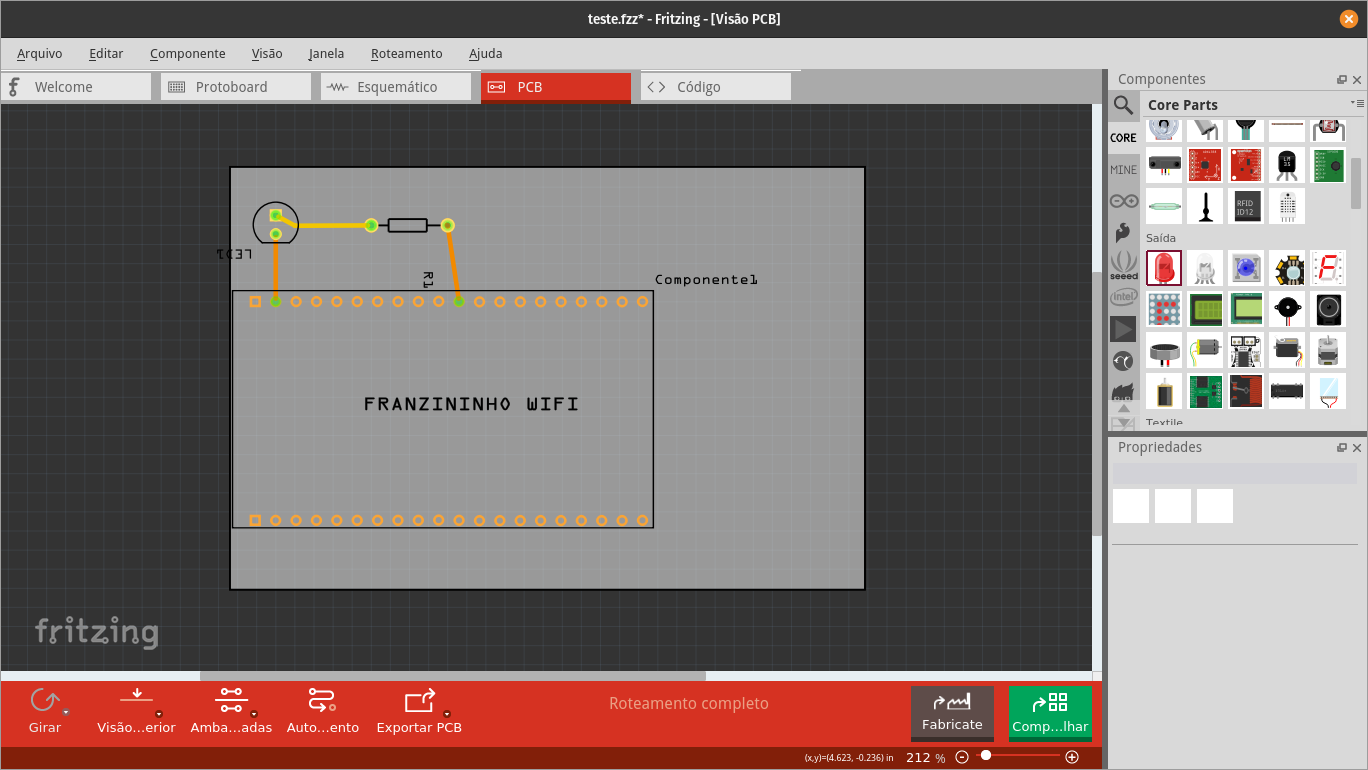 teste.fzz* - Fritzing - [Visão PCB]
Arquivo Editar Componente Visão Janela Roteamento Ajuda
Welcome Protoboard Esquemático PCB Código
Componentes
Core Parts
CORE
MINE
seeed
intel
LM
35
RFID
ID12
Saída
Textile
LED1
R1
Componente1
FRANZININHO WIFI
fritzing
Propriedades
Girar
Visão...erior
Amba...adas
Auto...ento
Exportar PCB
Roteamento completo
Fabricate
Comp...lhar
(x,y)=(4.623, -0.236) in 212 %